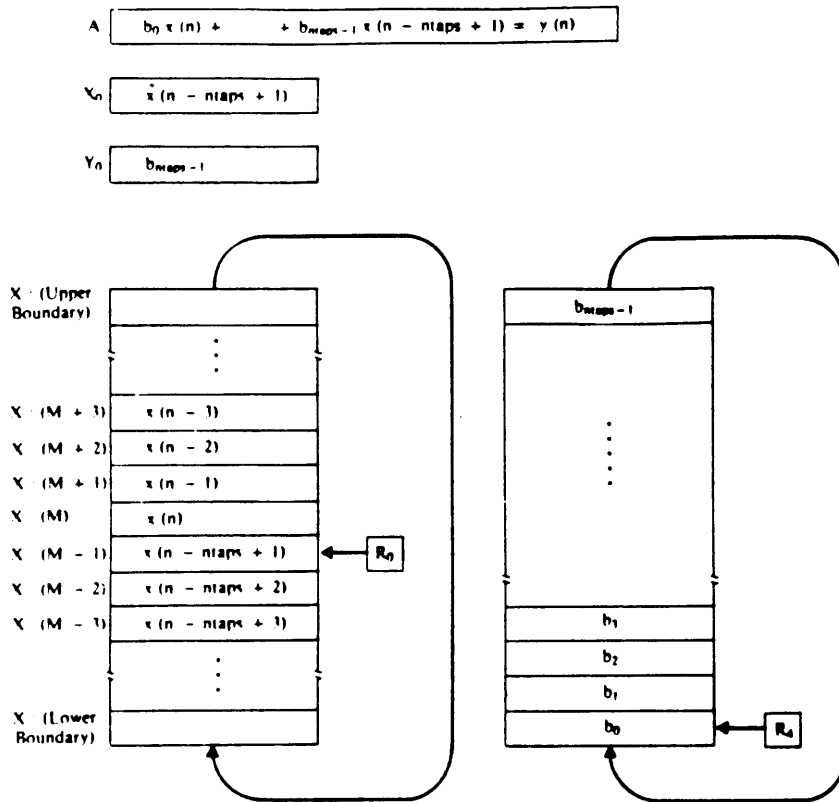 A b₀ x(n) + + bₙₜₐₚₛ₋₁ x(n − ntaps + 1) = y(n)
X₀ x(n − ntaps + 1)
Y₀ bₙₜₐₚₛ₋₁
X : (Upper Boundary)
bₙₜₐₚₛ₋₁
X : (M + 3) x(n − 3)
X : (M + 2) x(n − 2)
X : (M + 1) x(n − 1)
X : (M) x(n)
X : (M − 1) x(n − ntaps + 1) R₀
X : (M − 2) x(n − ntaps + 2)
X : (M − 3) x(n − ntaps + 3)
b₃
b₂
b₁
X : (Lower Boundary)
b₀ R₄